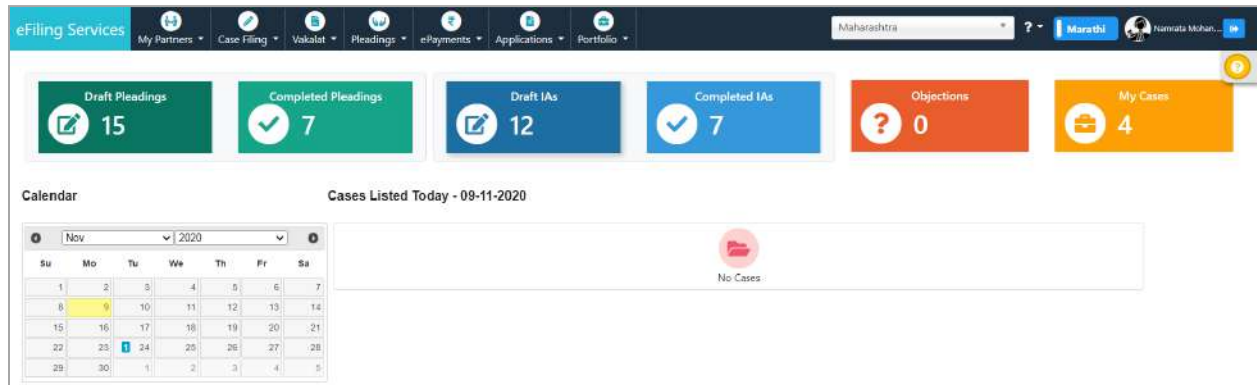 eFiling Services
My Partners Case Filing Vakalat Pleadings ePayments Applications Portfolio
Maharashtra ? Marathi Namrata Mohan...
?
Draft Pleadings
15
Completed Pleadings
7
Draft IAs
12
Completed IAs
7
Objections
? 0
My Cases
4
Calendar
Cases Listed Today - 09-11-2020
Nov 2020
Su Mo Tu We Th Fr Sa
1 2 3 4 5 6 7
8 9 10 11 12 13 14
15 16 17 18 19 20 21
22 23 1 24 25 26 27 28
29 30 1 2 3 4 5
No Cases